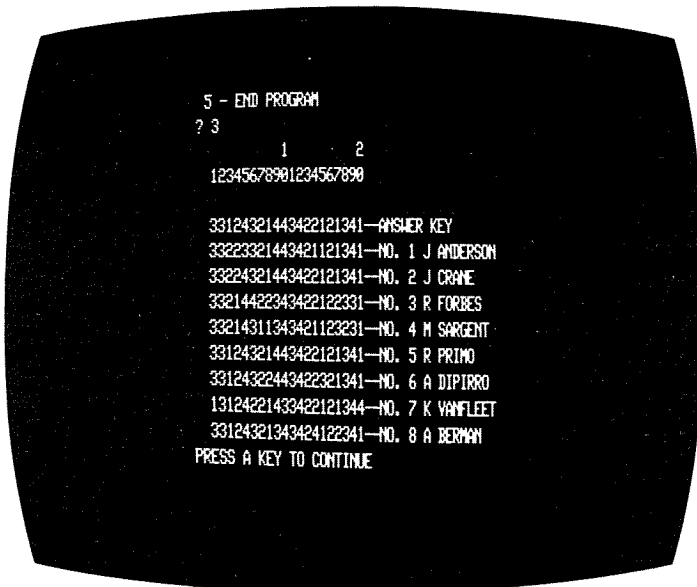 5 - END PROGRAM
? 3
1 2
12345678901234567890
33124321443422121341--ANSWER KEY
33223321443421121341--NO. 1 J ANDERSON
33224321443422121341--NO. 2 J CRANE
33214422343422122331--NO. 3 R FORBES
33214311343421123231--NO. 4 M SARGENT
33124321443422121341--NO. 5 R PRIMO
33124322443422321341--NO. 6 A DIPIRRO
13124221433422121344--NO. 7 K VANFLEET
33124321343424122341--NO. 8 A BERMAN
PRESS A KEY TO CONTINUE